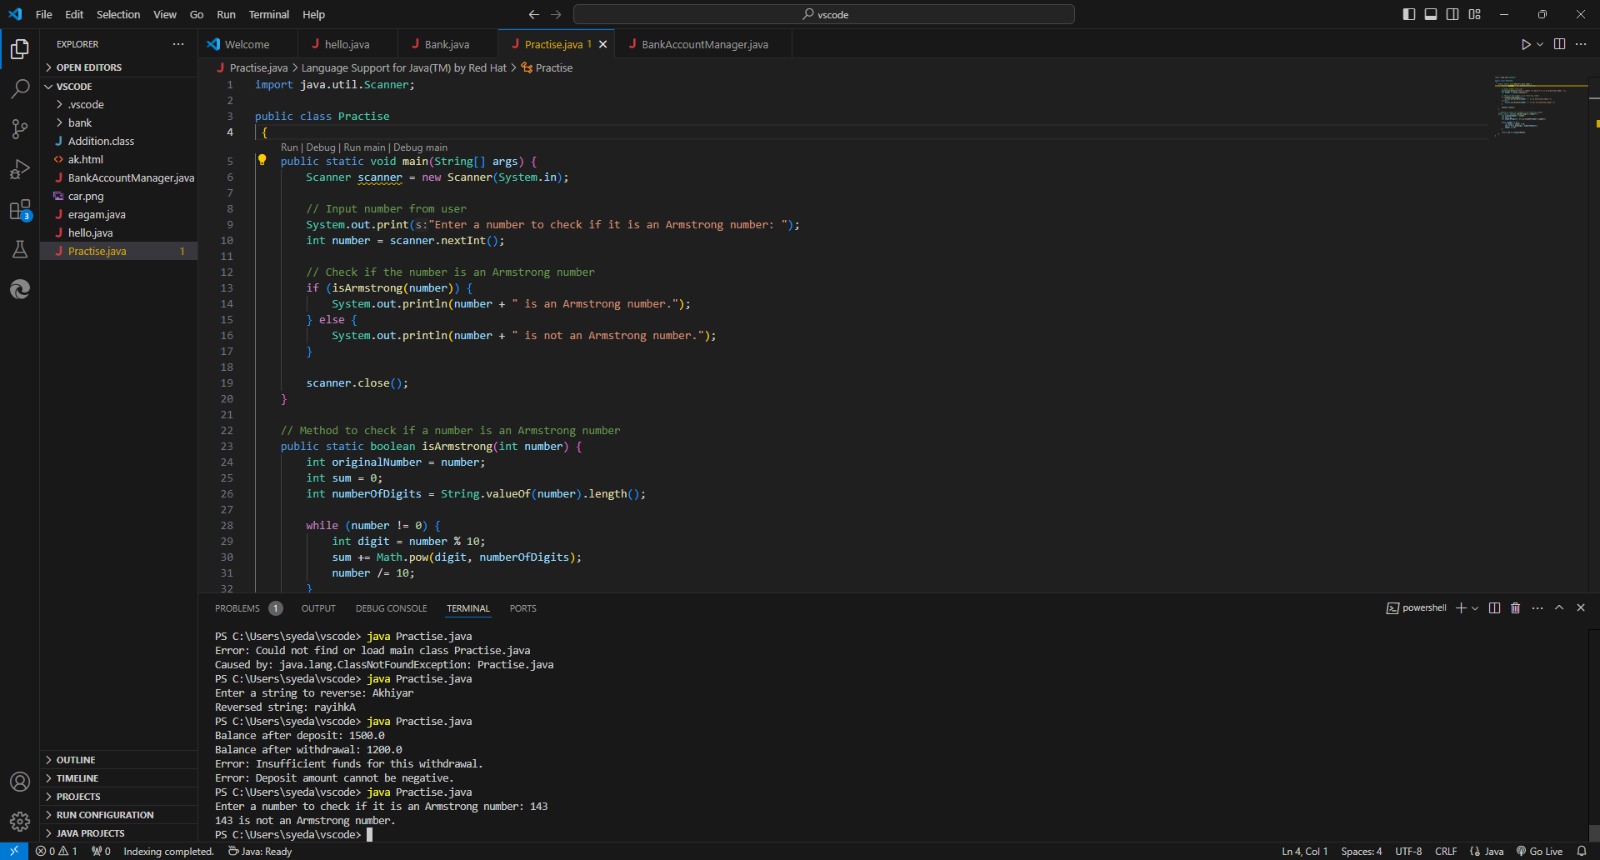 File Edit Selection View Go Run Terminal Help
vscode
EXPLORER
OPEN EDITORS
VSCODE
.vscode
bank
Addition.class
ak.html
BankAccountManager.java
car.png
eragam.java
hello.java
Practise.java 1
OUTLINE
TIMELINE
PROJECTS
RUN CONFIGURATION
JAVA PROJECTS
3
Welcome hello.java Bank.java Practise.java 1 BankAccountManager.java
Practise.java > Language Support for Java(TM) by Red Hat > Practise
1 import java.util.Scanner;
2
3 public class Practise
4 {
Run | Debug | Run main | Debug main
5 public static void main(String[] args) {
6 Scanner scanner = new Scanner(System.in);
7
8 // Input number from user
9 System.out.print(s:"Enter a number to check if it is an Armstrong number: ");
10 int number = scanner.nextInt();
11
12 // Check if the number is an Armstrong number
13 if (isArmstrong(number)) {
14 System.out.println(number + " is an Armstrong number.");
15 } else {
16 System.out.println(number + " is not an Armstrong number.");
17 }
18
19 scanner.close();
20 }
21
22 // Method to check if a number is an Armstrong number
23 public static boolean isArmstrong(int number) {
24 int originalNumber = number;
25 int sum = 0;
26 int numberOfDigits = String.valueOf(number).length();
27
28 while (number != 0) {
29 int digit = number % 10;
30 sum += Math.pow(digit, numberOfDigits);
31 number /= 10;
32 }
PROBLEMS 1 OUTPUT DEBUG CONSOLE TERMINAL PORTS
powershell
PS C:\Users\syeda\vscode> java Practise.java
Error: Could not find or load main class Practise.java
Caused by: java.lang.ClassNotFoundException: Practise.java
PS C:\Users\syeda\vscode> java Practise.java
Enter a string to reverse: Akhiyar
Reversed string: rayihkA
PS C:\Users\syeda\vscode> java Practise.java
Balance after deposit: 1500.0
Balance after withdrawal: 1200.0
Error: Insufficient funds for this withdrawal.
Error: Deposit amount cannot be negative.
PS C:\Users\syeda\vscode> java Practise.java
Enter a number to check if it is an Armstrong number: 143
143 is not an Armstrong number.
PS C:\Users\syeda\vscode>
0 1 0 Indexing completed. Java: Ready
Ln 4, Col 1 Spaces: 4 UTF-8 CRLF Java Go Live